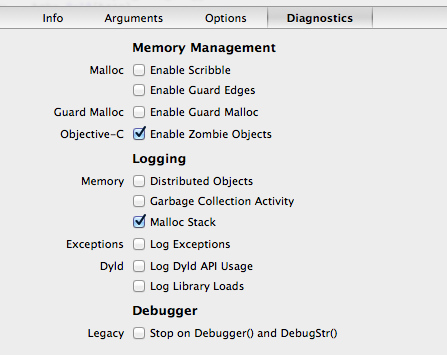 Info Arguments Options Diagnostics
Memory Management
Malloc Enable Scribble
Enable Guard Edges
Guard Malloc Enable Guard Malloc
Objective-C Enable Zombie Objects
Logging
Memory Distributed Objects
Garbage Collection Activity
Malloc Stack
Exceptions Log Exceptions
Dyld Log Dyld API Usage
Log Library Loads
Debugger
Legacy Stop on Debugger() and DebugStr()